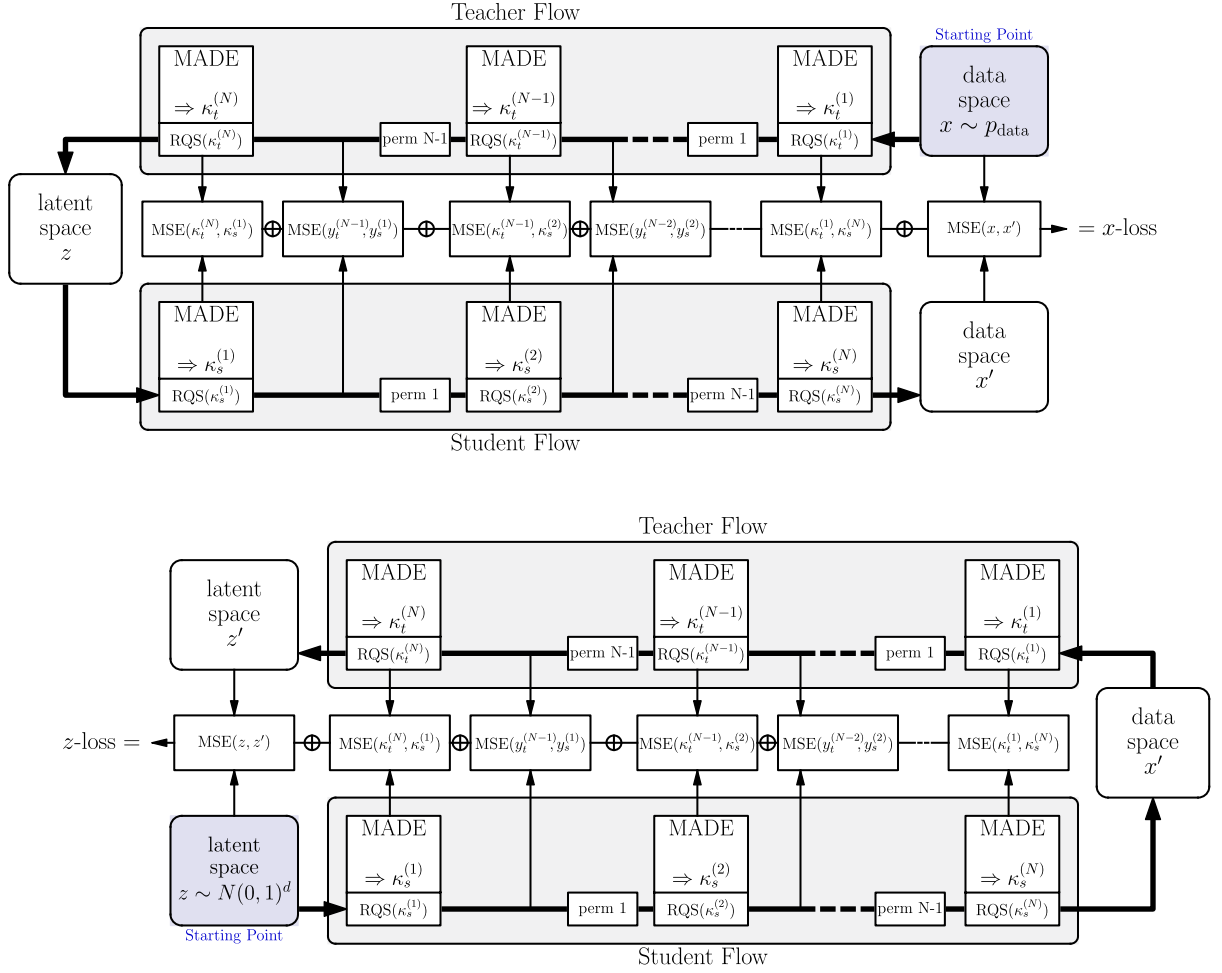 Teacher Flow
Starting Point
MADE
⇒ κ_t^{(N)}
RQS(κ_t^{(N)})
perm N-1
MADE
⇒ κ_t^{(N−1)}
RQS(κ_t^{(N−1)})
perm 1
MADE
⇒ κ_t^{(1)}
RQS(κ_t^{(1)})
data
space
x ∼ p_data
latent
space
z
MSE(κ_t^{(N)}, κ_s^{(1)})
⊕
MSE(y_t^{(N−1)}, y_s^{(1)})
⊕
MSE(κ_t^{(N−1)}, κ_s^{(2)})
⊕
MSE(y_t^{(N−2)}, y_s^{(2)})
MSE(κ_t^{(1)}, κ_s^{(N)})
⊕
MSE(x, x′)
= x-loss
MADE
⇒ κ_s^{(1)}
RQS(κ_s^{(1)})
perm 1
MADE
⇒ κ_s^{(2)}
RQS(κ_s^{(2)})
perm N-1
MADE
⇒ κ_s^{(N)}
RQS(κ_s^{(N)})
data
space
x′
Student Flow
Teacher Flow
latent
space
z′
MADE
⇒ κ_t^{(N)}
RQS(κ_t^{(N)})
perm N-1
MADE
⇒ κ_t^{(N−1)}
RQS(κ_t^{(N−1)})
perm 1
MADE
⇒ κ_t^{(1)}
RQS(κ_t^{(1)})
z-loss =
MSE(z, z′)
⊕
MSE(κ_t^{(N)}, κ_s^{(1)})
⊕
MSE(y_t^{(N−1)}, y_s^{(1)})
⊕
MSE(κ_t^{(N−1)}, κ_s^{(2)})
⊕
MSE(y_t^{(N−2)}, y_s^{(2)})
MSE(κ_t^{(1)}, κ_s^{(N)})
data
space
x′
latent
space
z ∼ N(0, 1)^d
Starting Point
MADE
⇒ κ_s^{(1)}
RQS(κ_s^{(1)})
perm 1
MADE
⇒ κ_s^{(2)}
RQS(κ_s^{(2)})
perm N-1
MADE
⇒ κ_s^{(N)}
RQS(κ_s^{(N)})
Student Flow